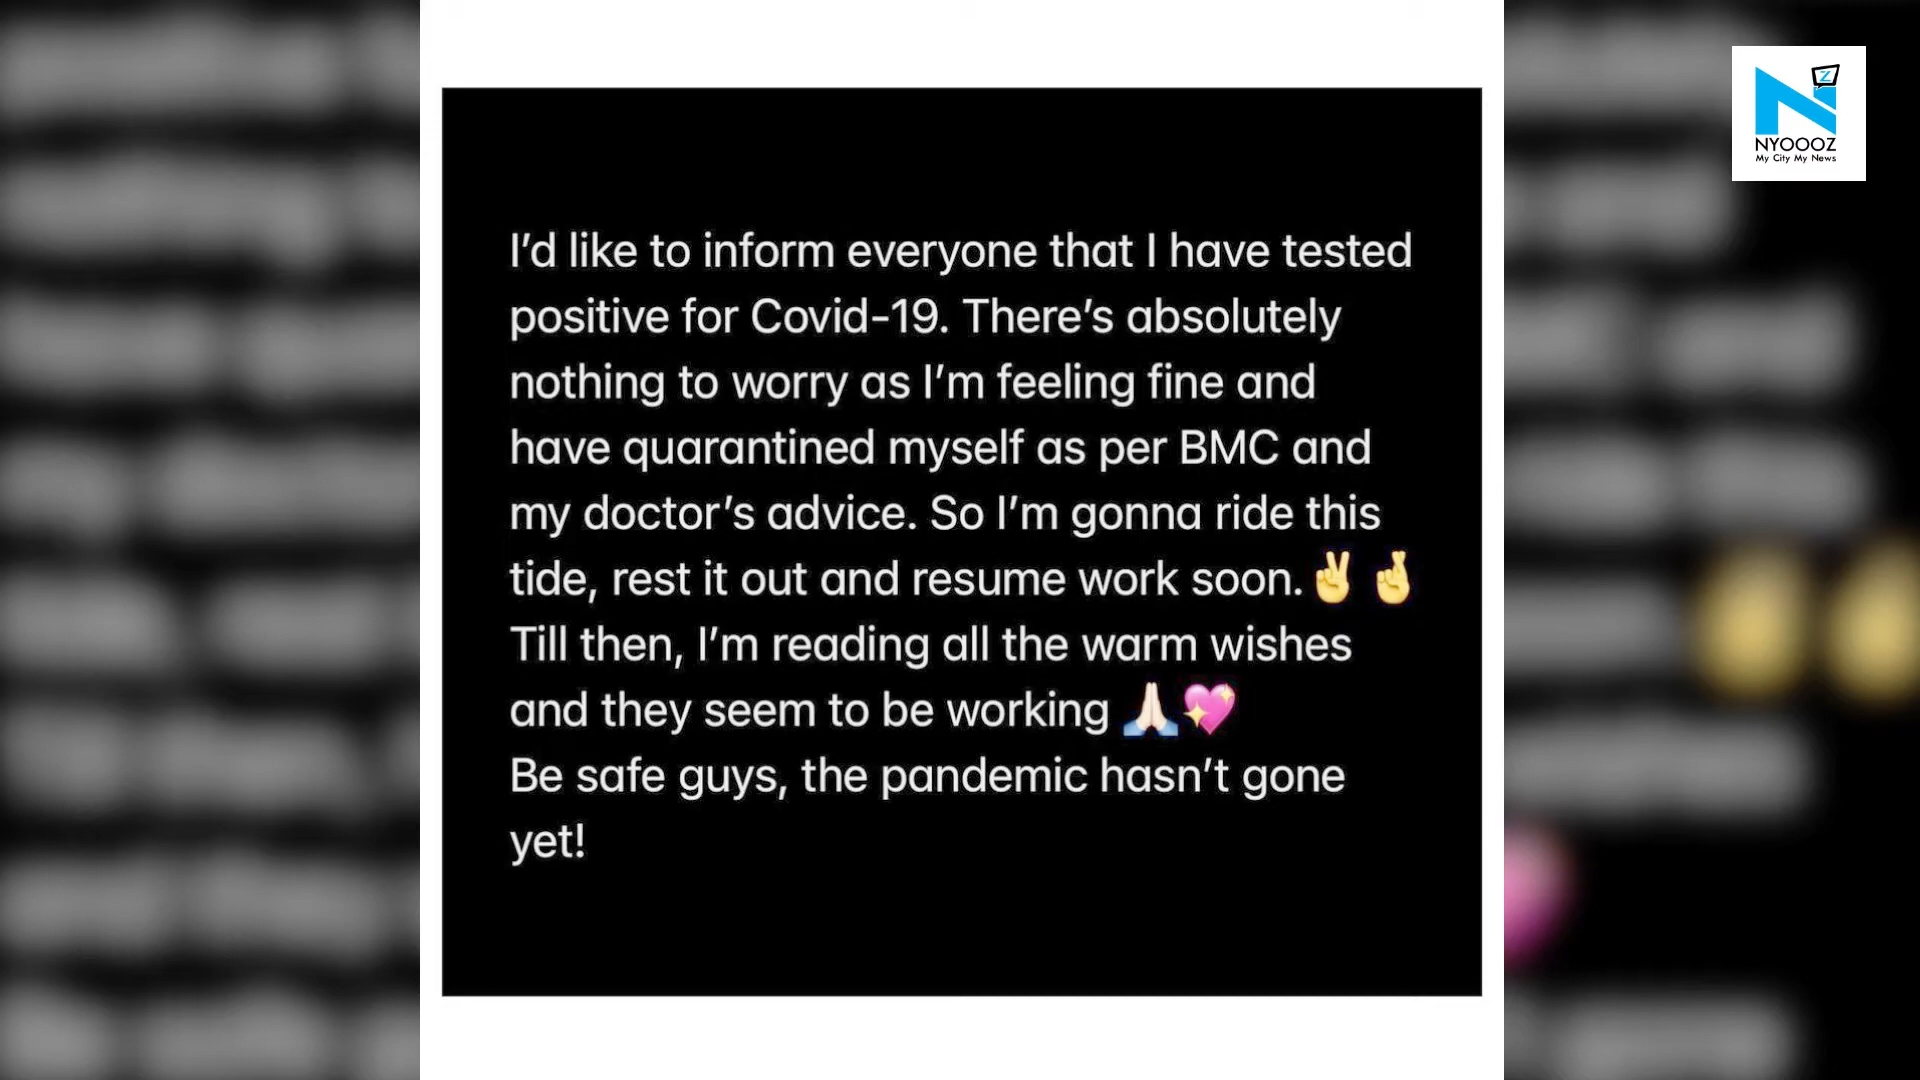 I’d like to inform everyone that I have tested
positive for Covid-19. There’s absolutely
nothing to worry as I’m feeling fine and
have quarantined myself as per BMC and
my doctor’s advice. So I’m gonna ride this
tide, rest it out and resume work soon.✌️ 🤞
Till then, I’m reading all the warm wishes
and they seem to be working 🙏🏻💖
Be safe guys, the pandemic hasn’t gone
yet!
Z
NYOOOZ
My City My News